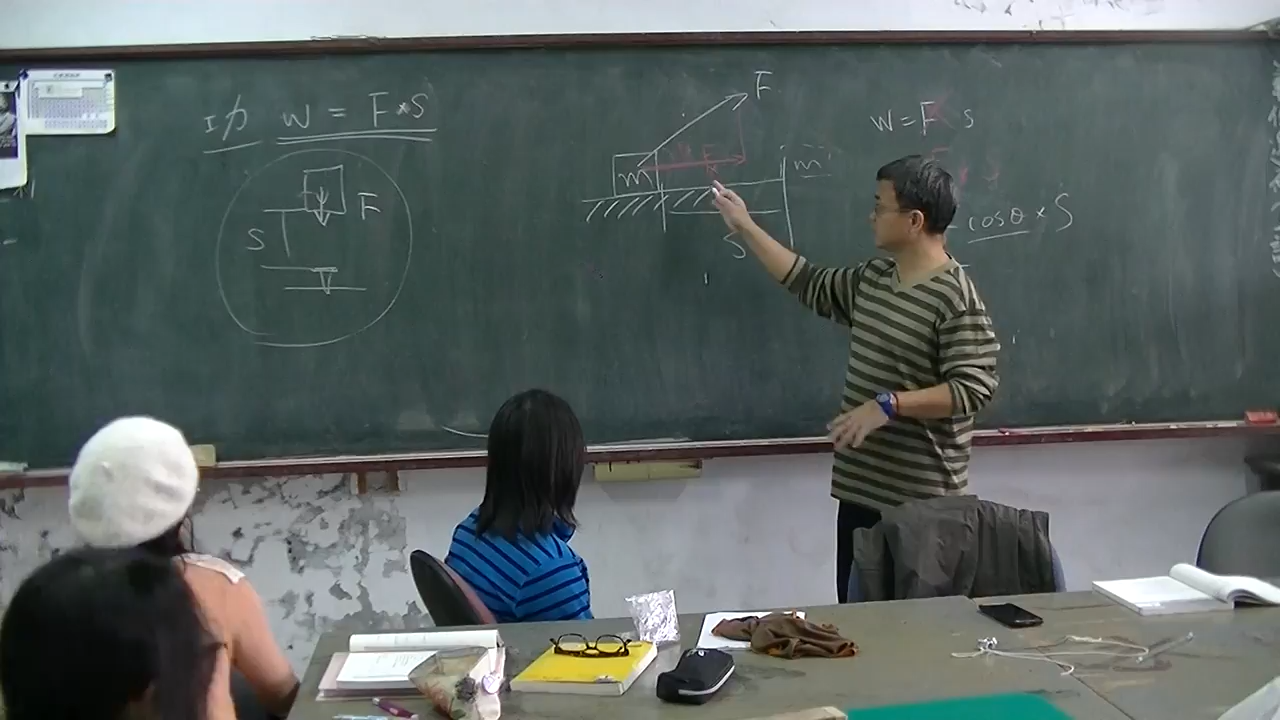 功 W = F*S
F
S
F
m
m
S
W = F s
cosθ × S